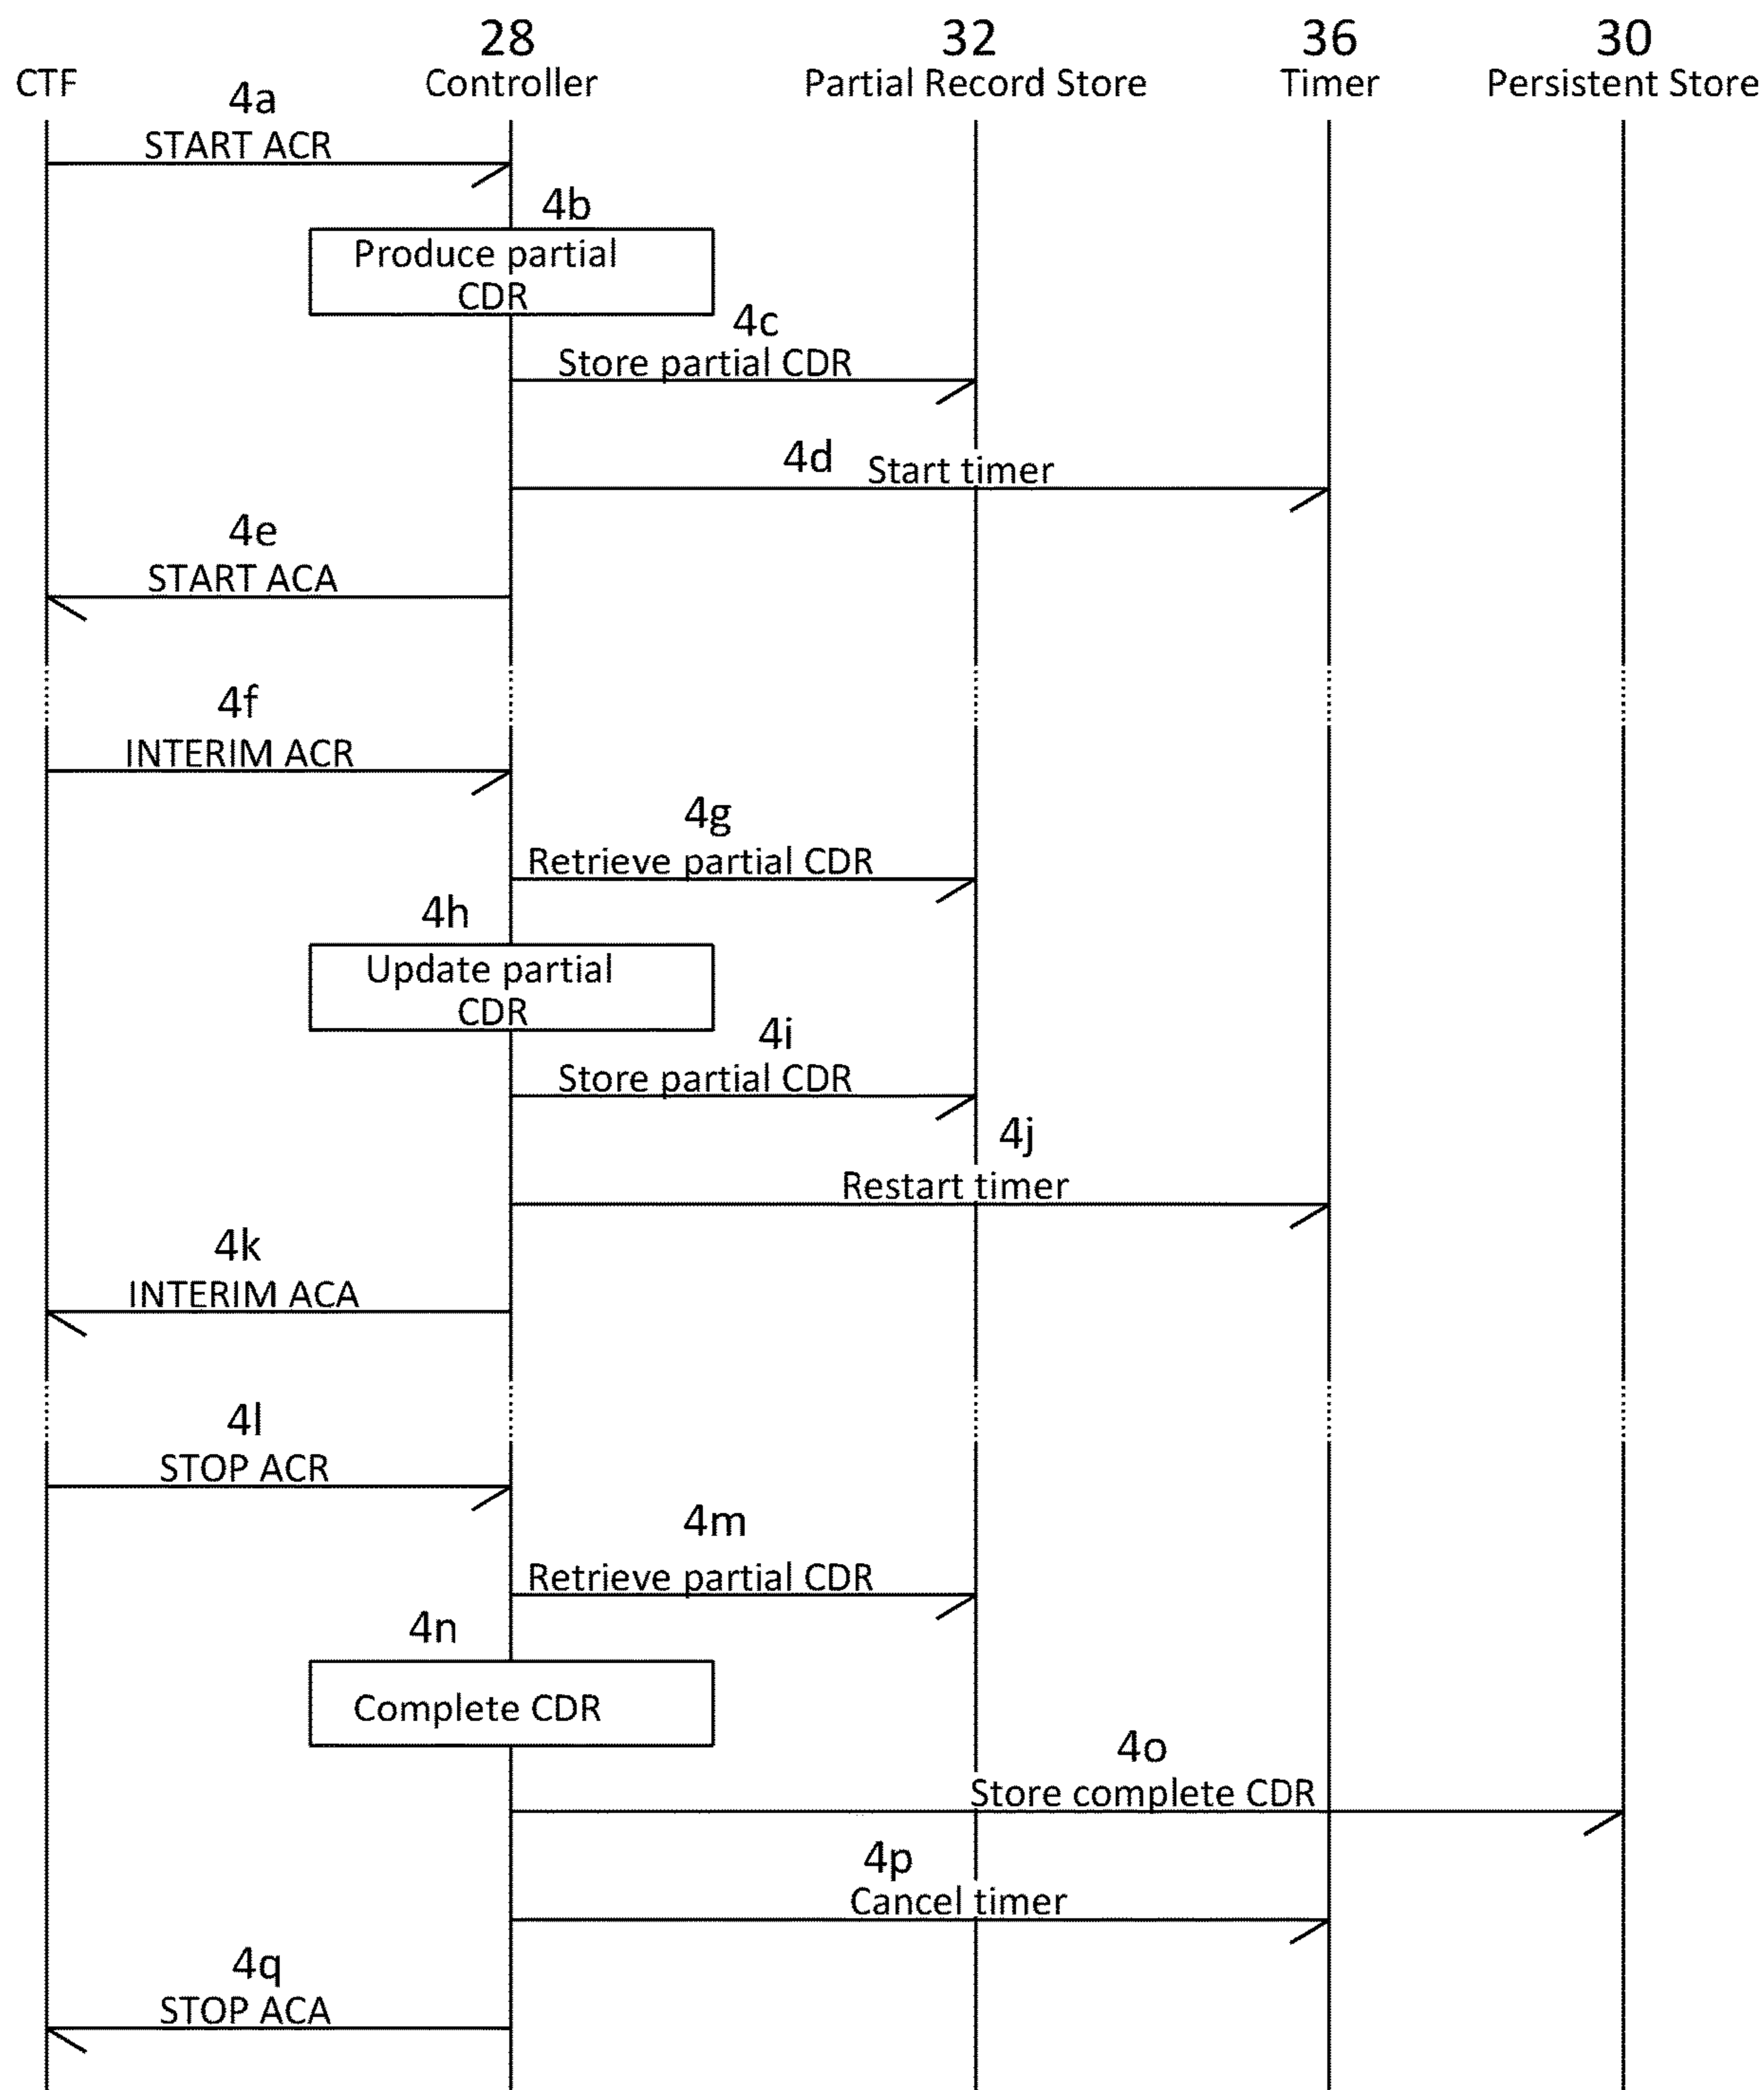 28
32
36
30
CTF
Controller
Partial Record Store
Timer
Persistent Store
4a
START ACR
4b
Produce partial
CDR
4c
Store partial CDR
4d
Start timer
4e
START ACA
4f
INTERIM ACR
4g
Retrieve partial CDR
4h
Update partial
CDR
4i
Store partial CDR
4j
Restart timer
4k
INTERIM ACA
4l
STOP ACR
4m
Retrieve partial CDR
4n
Complete CDR
4o
Store complete CDR
4p
Cancel timer
4q
STOP ACA